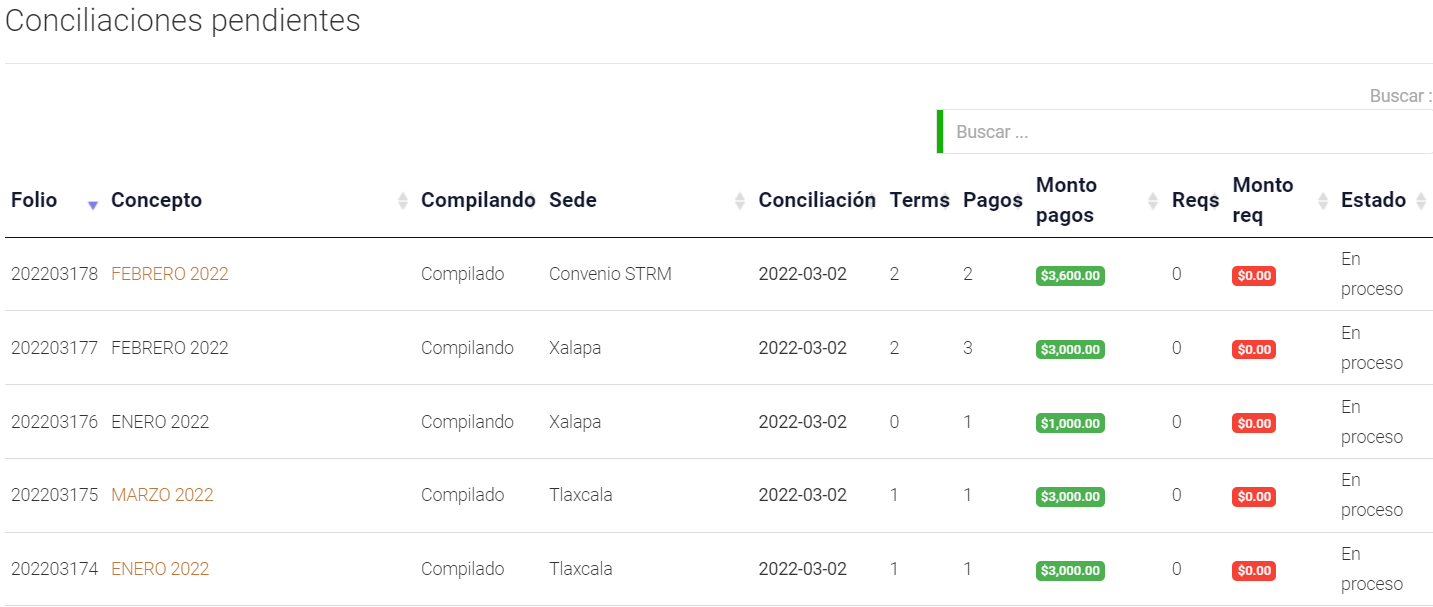 Conciliaciones pendientes
Buscar :
Buscar ...
Folio Concepto Compilando Sede Conciliación Terms Pagos Monto pagos Reqs Monto req Estado
202203178 FEBRERO 2022 Compilado Convenio STRM 2022-03-02 2 2 $3,600.00 0 $0.00 En proceso
202203177 FEBRERO 2022 Compilando Xalapa 2022-03-02 2 3 $3,000.00 0 $0.00 En proceso
202203176 ENERO 2022 Compilando Xalapa 2022-03-02 0 1 $1,000.00 0 $0.00 En proceso
202203175 MARZO 2022 Compilado Tlaxcala 2022-03-02 1 1 $3,000.00 0 $0.00 En proceso
202203174 ENERO 2022 Compilado Tlaxcala 2022-03-02 1 1 $3,000.00 0 $0.00 En proceso